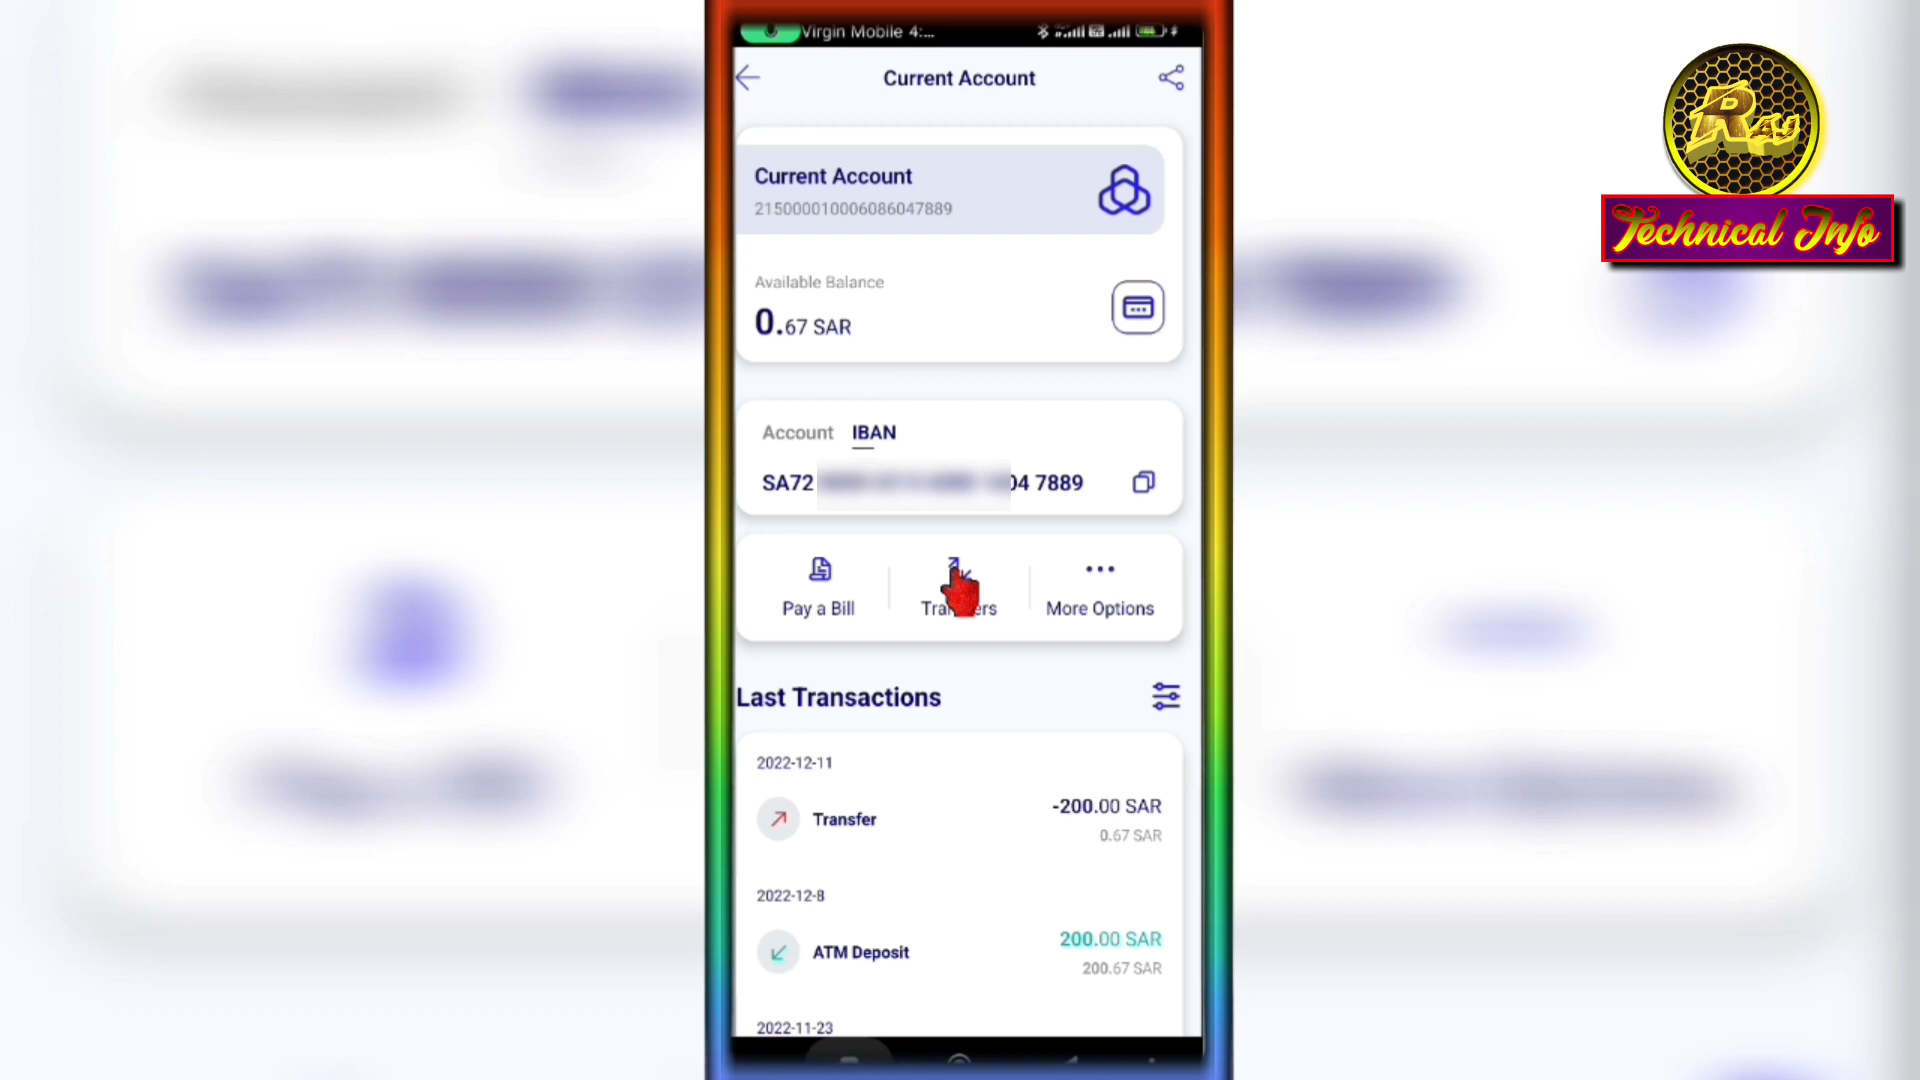 Virgin Mobile 4:...
Current Account
Current Account
215000010006086047889
Available Balance
0.67 SAR
Account IBAN
SA72 04 7889
Pay a Bill
Transfers
More Options
Last Transactions
2022-12-11
Transfer
-200.00 SAR
0.67 SAR
2022-12-8
ATM Deposit
200.00 SAR
200.67 SAR
2022-11-23
Technical Info